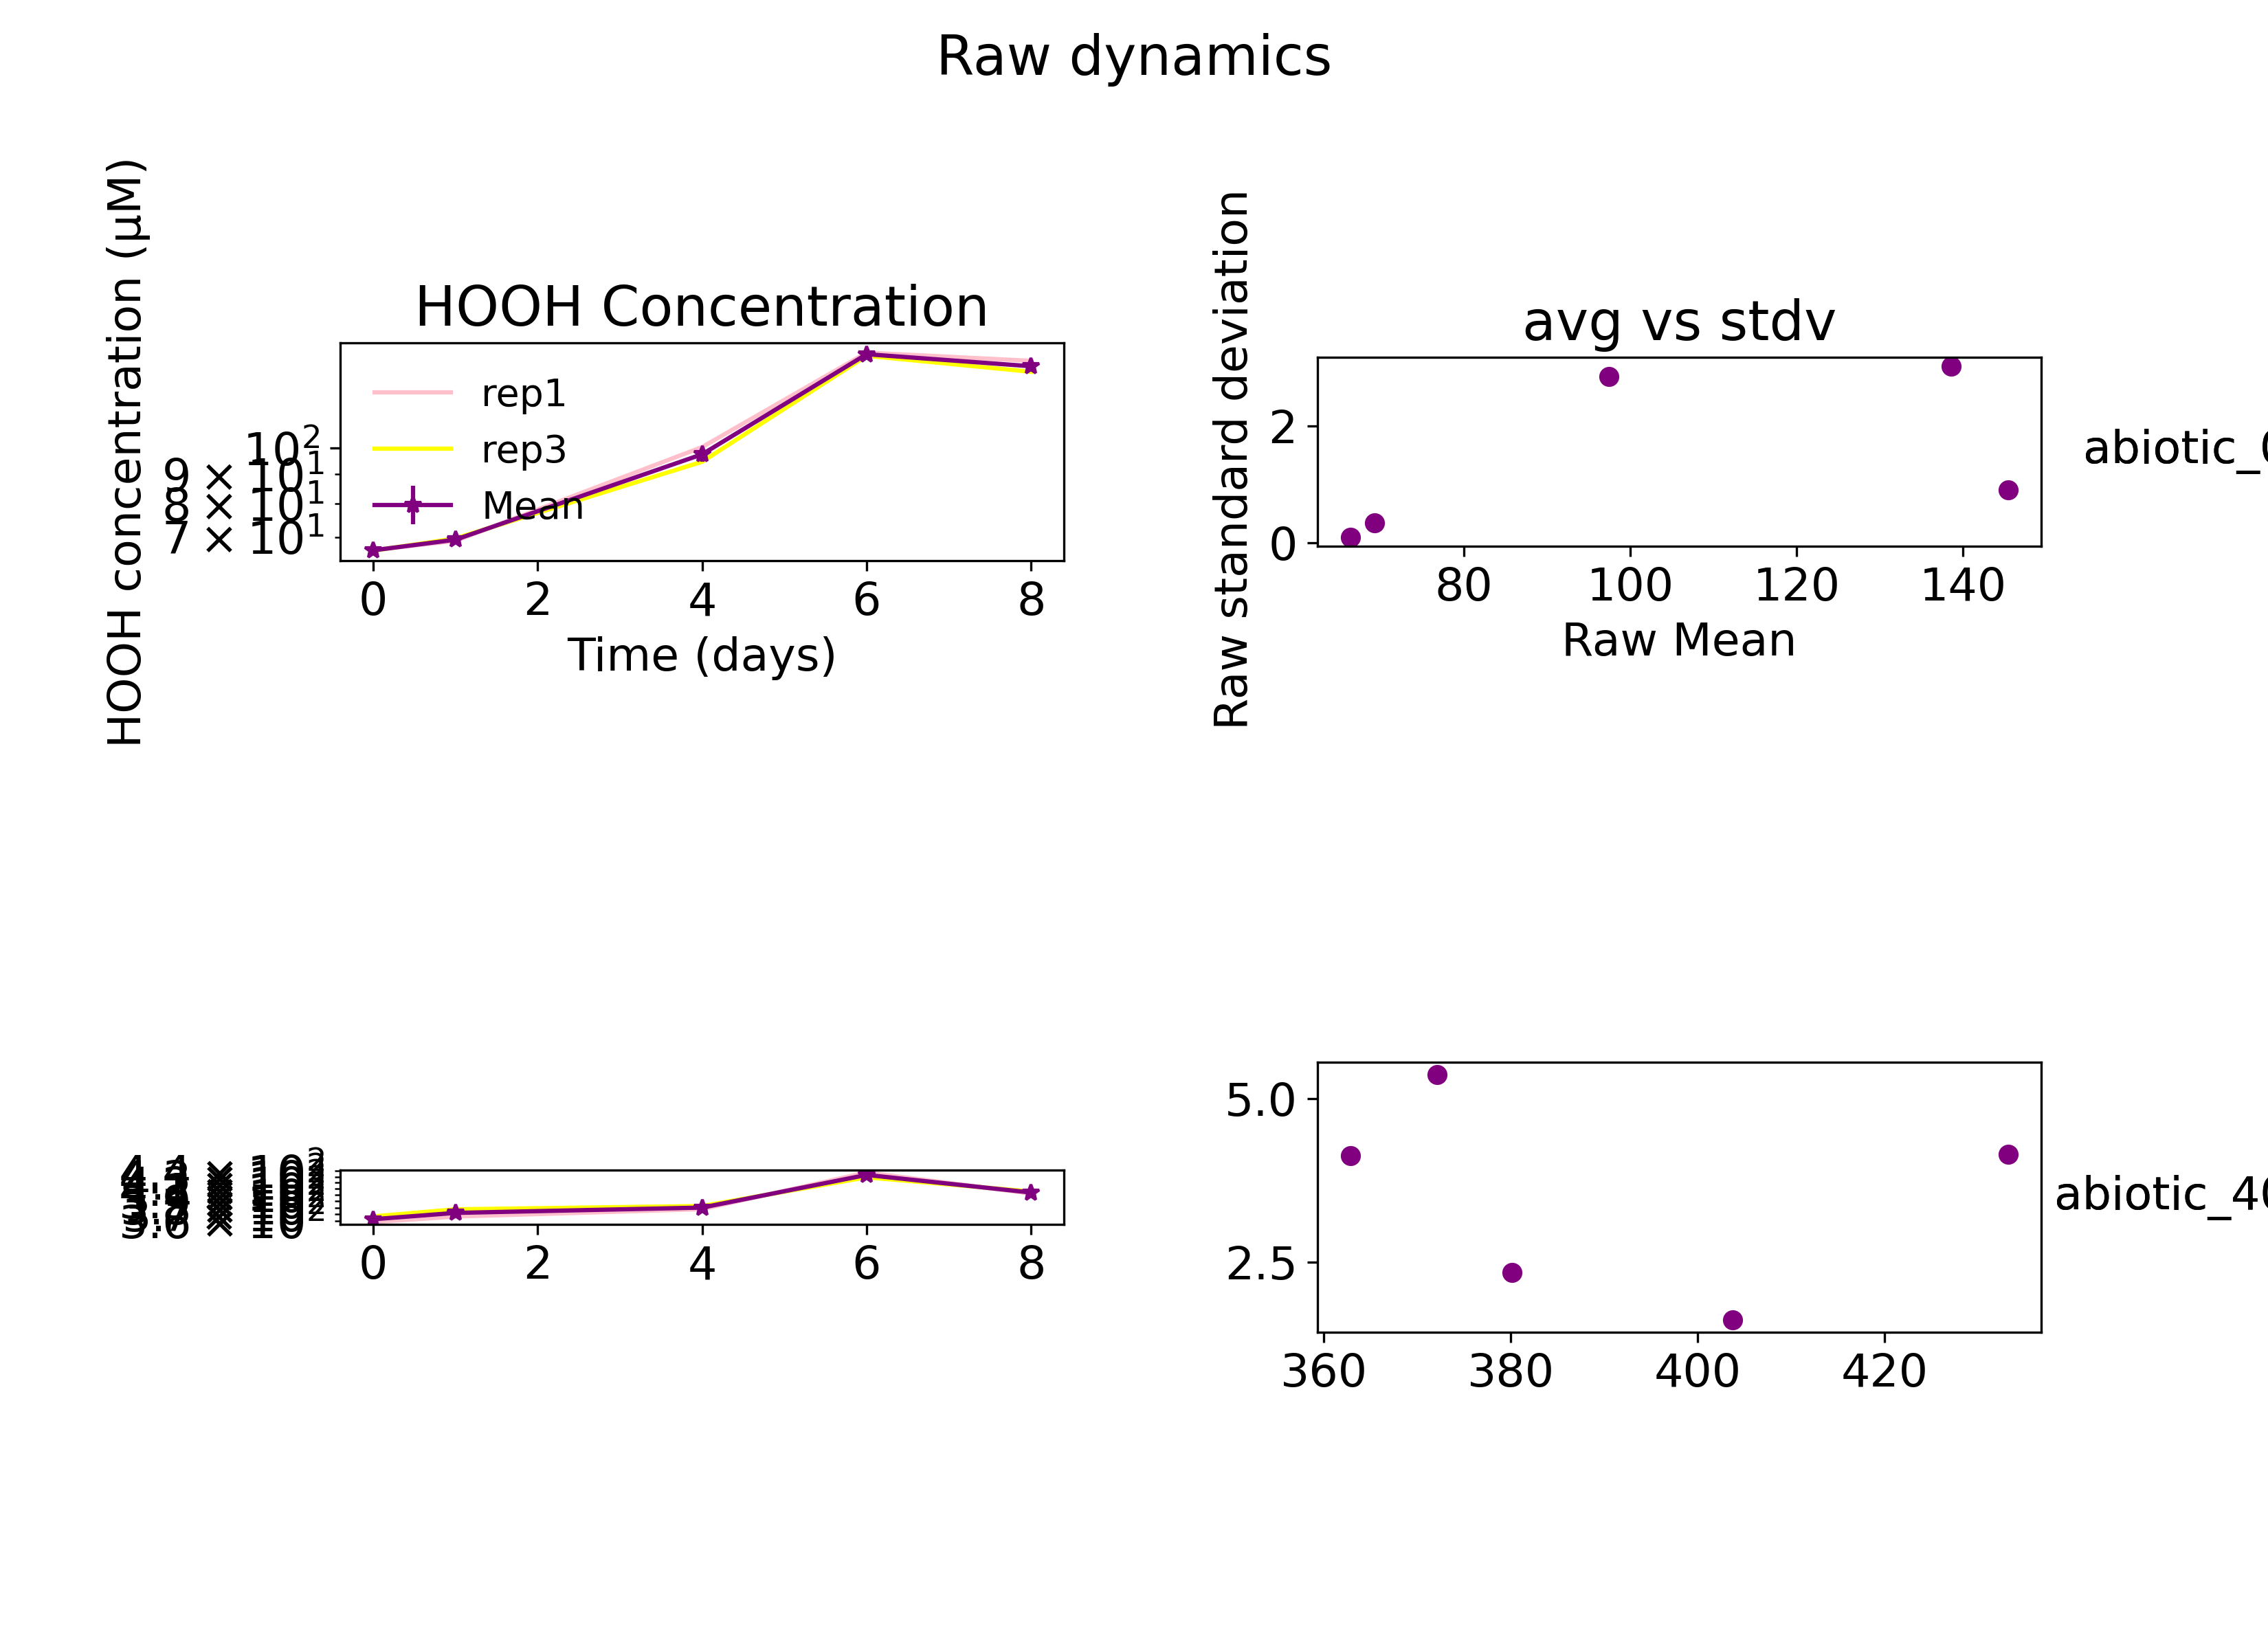 Raw dynamics
HOOH Concentration
HOOH concentration (μM)
10²
9 × 10¹
8 × 10¹
7 × 10¹
rep1
rep3
Mean
0 2 4 6 8
Time (days)
avg vs stdv
Raw standard deviation
2
0
80 100 120 140
Raw Mean
abiotic_0
0 2 4 6 8
5.0
2.5
360 380 400 420
abiotic_40